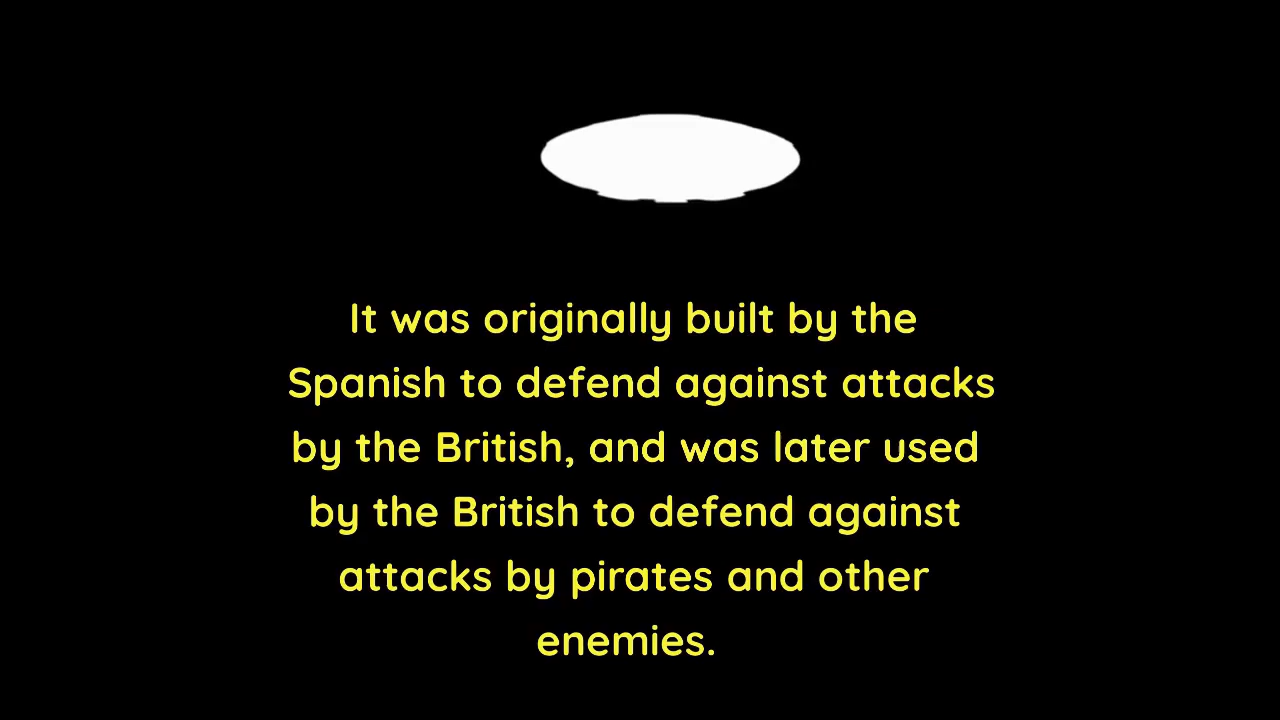 It was originally built by the
Spanish to defend against attacks
by the British, and was later used
by the British to defend against
attacks by pirates and other
enemies.